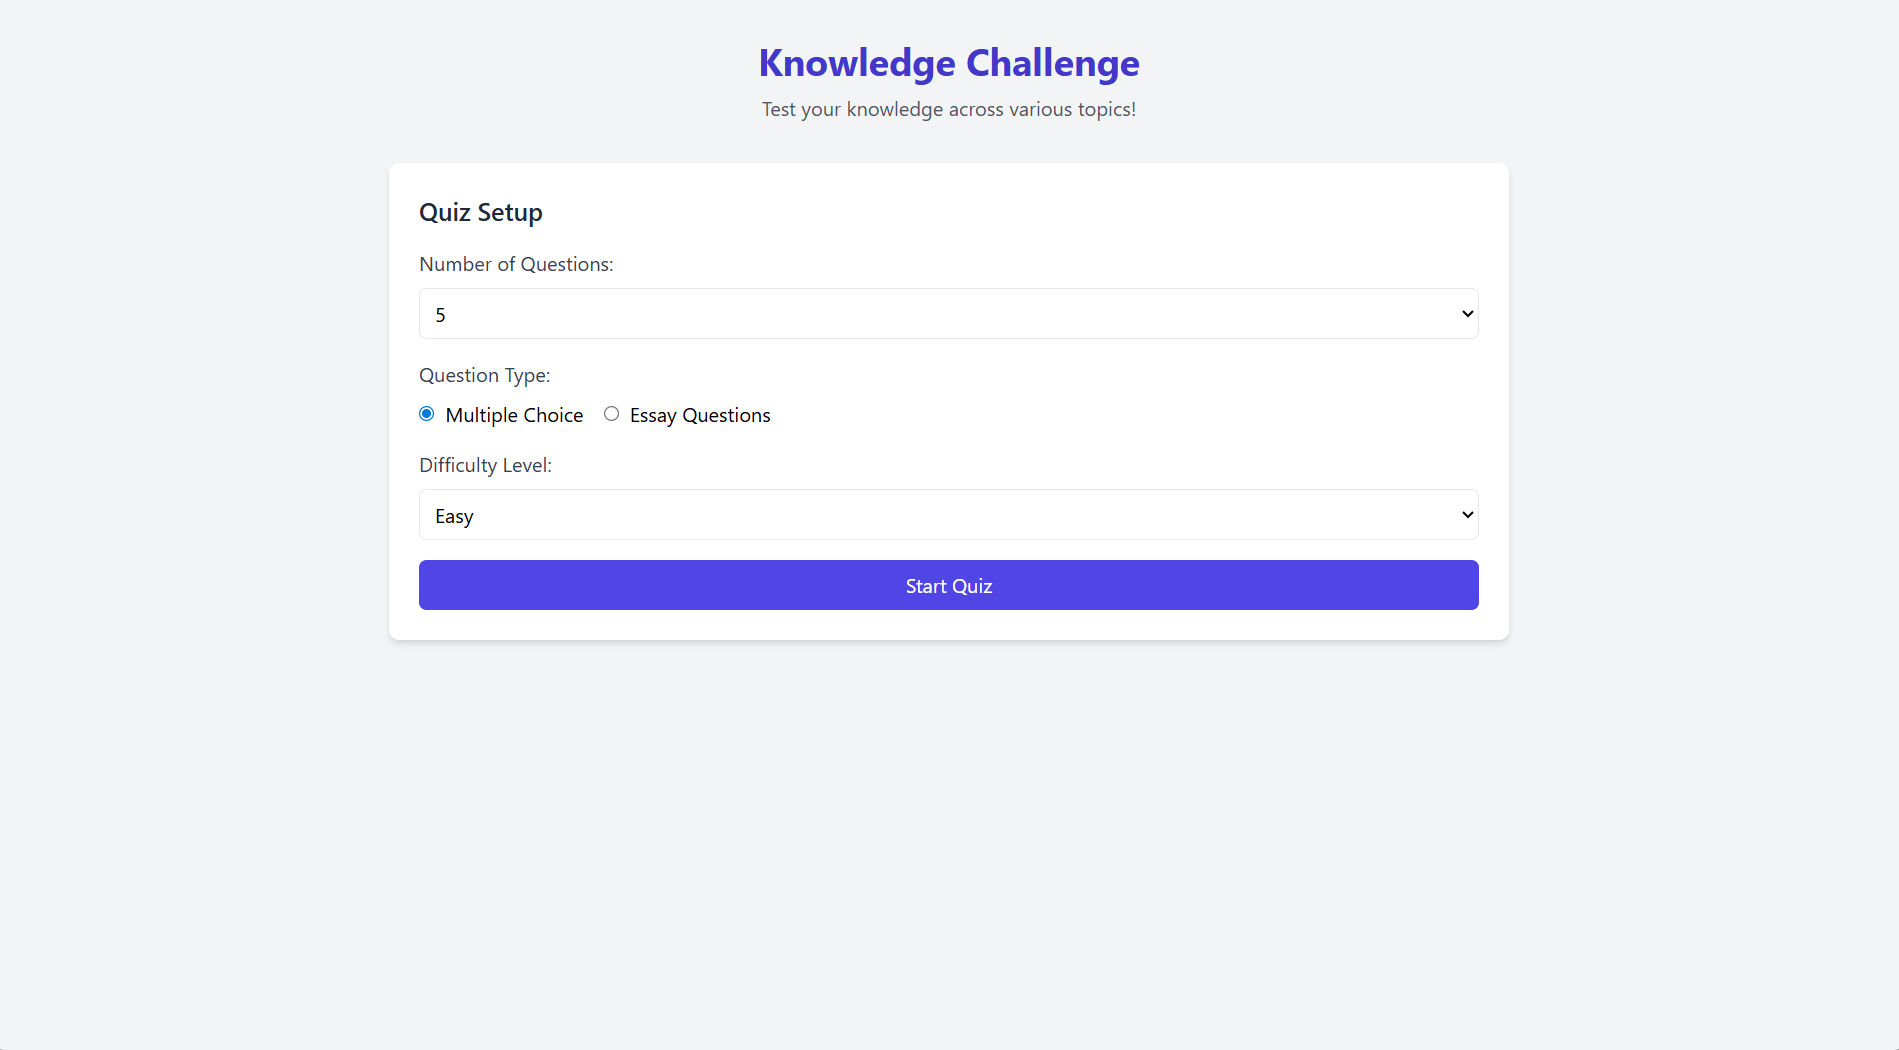 Knowledge Challenge
Test your knowledge across various topics!
Quiz Setup
Number of Questions:
5
Question Type:
Multiple Choice Essay Questions
Difficulty Level:
Easy
Start Quiz